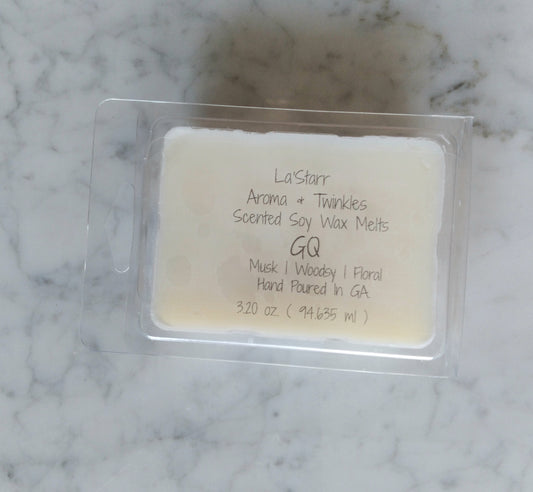 La'Starr
Aroma & Twinkles
Scented Soy Wax Melts
GQ
Musk | Woodsy | Floral
Hand Poured In GA
3.20 oz. ( 94.635 ml )